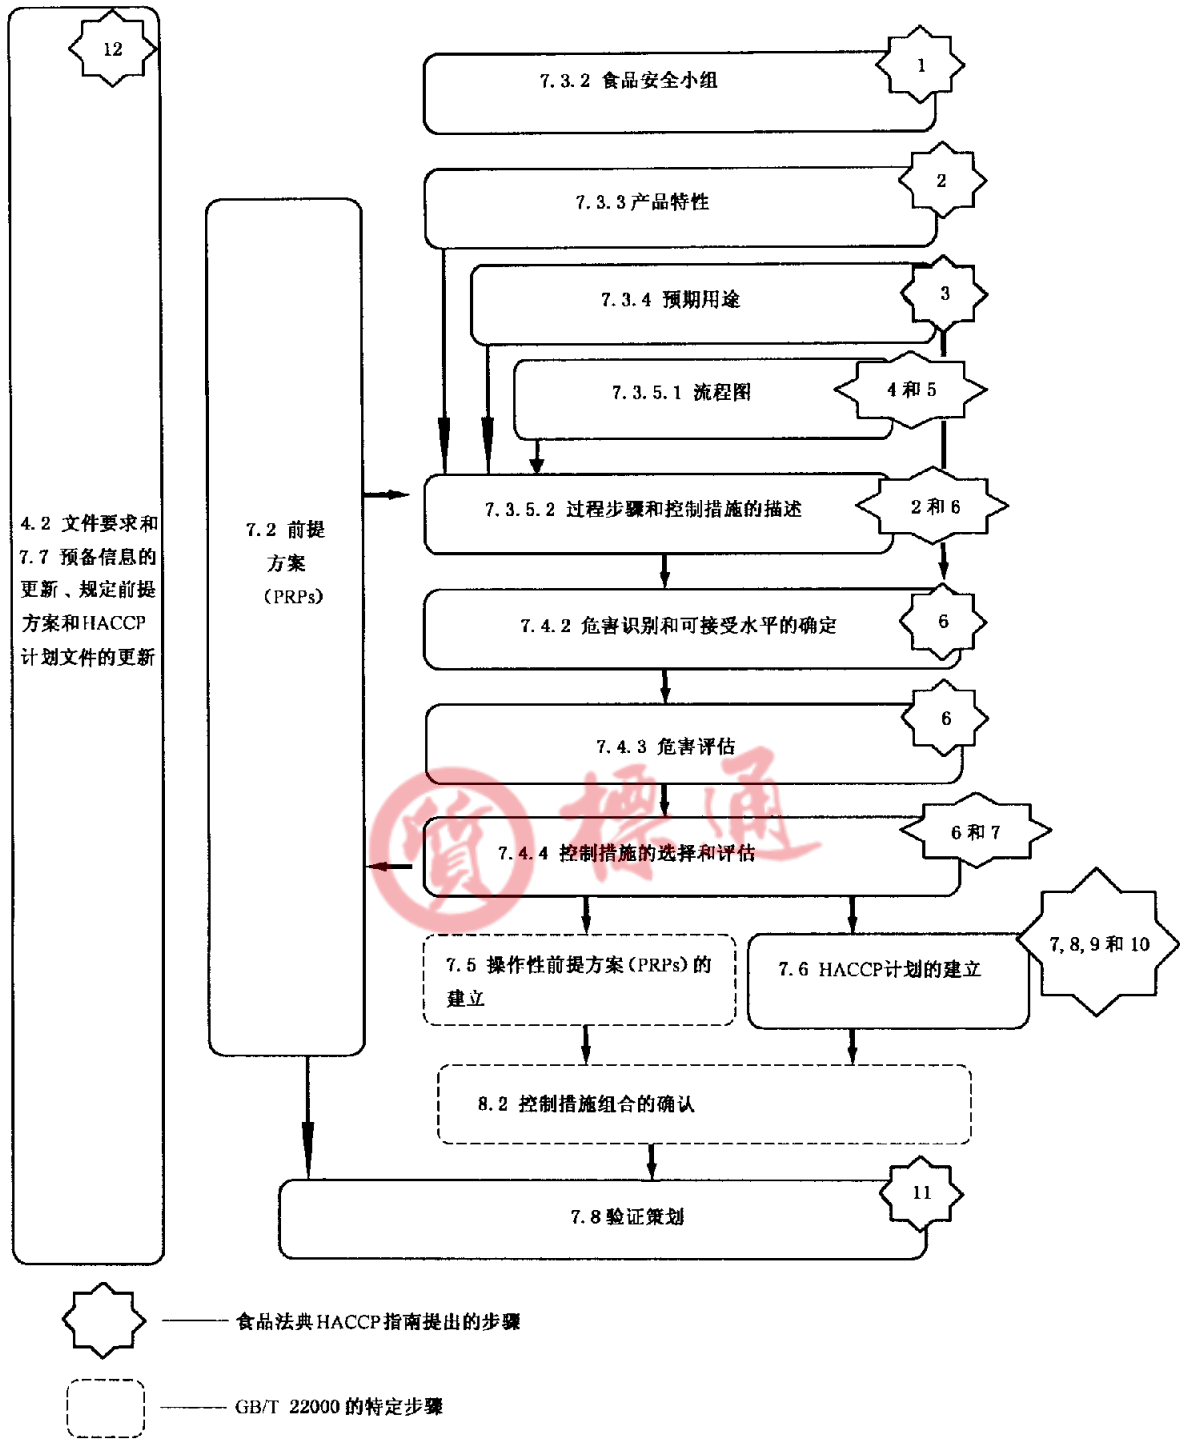 12
4.2 文件要求和
7.7 预备信息的
更新、规定前提
方案和HACCP
计划文件的更新
7.2 前提
方案
(PRPs)
7.3.2 食品安全小组
1
7.3.3产品特性
2
7.3.4 预期用途
3
7.3.5.1 流程图
4和5
7.3.5.2 过程步骤和控制措施的描述
2和6
7.4.2 危害识别和可接受水平的确定
6
7.4.3 危害评估
6
7.4.4 控制措施的选择和评估
6和7
質標通
7.5 操作性前提方案(PRPs)的
建立
7.6 HACCP计划的建立
7,8,9和10
8.2 控制措施组合的确认
7.8验证策划
11
食品法典HACCP指南提出的步骤
GB/T 22000的特定步骤